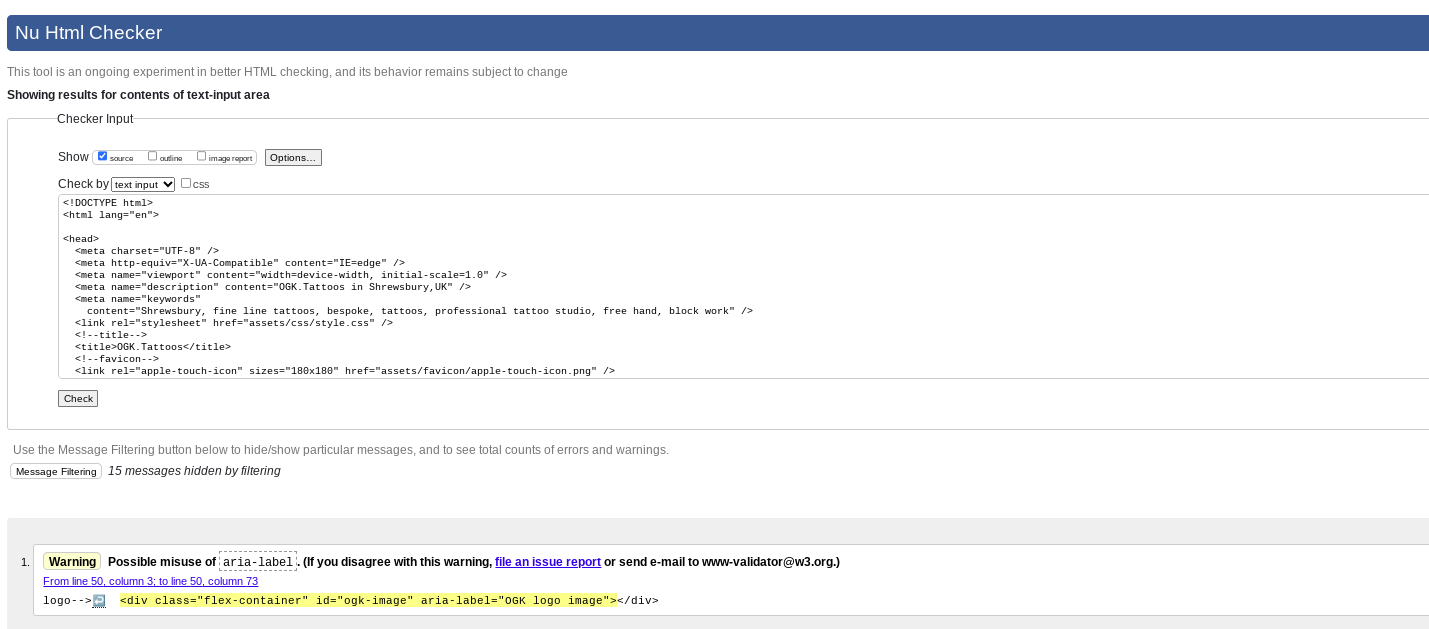 Nu Html Checker
This tool is an ongoing experiment in better HTML checking, and its behavior remains subject to change
Showing results for contents of text-input area
Checker Input
Show source outline image report Options...
Check by text input css
<!DOCTYPE html>
<html lang="en">
<head>
<meta charset="UTF-8" />
<meta http-equiv="X-UA-Compatible" content="IE=edge" />
<meta name="viewport" content="width=device-width, initial-scale=1.0" />
<meta name="description" content="OGK.Tattoos in Shrewsbury,UK" />
<meta name="keywords"
content="Shrewsbury, fine line tattoos, bespoke, tattoos, professional tattoo studio, free hand, block work" />
<link rel="stylesheet" href="assets/css/style.css" />
<!--title-->
<title>OGK.Tattoos</title>
<!--favicon-->
<link rel="apple-touch-icon" sizes="180x180" href="assets/favicon/apple-touch-icon.png" />
Check
Use the Message Filtering button below to hide/show particular messages, and to see total counts of errors and warnings.
Message Filtering 15 messages hidden by filtering
1. Warning Possible misuse of aria-label. (If you disagree with this warning, file an issue report or send e-mail to www-validator@w3.org.)
From line 50, column 3; to line 50, column 73
logo-->↩ <div class="flex-container" id="ogk-image" aria-label="OGK logo image"></div>